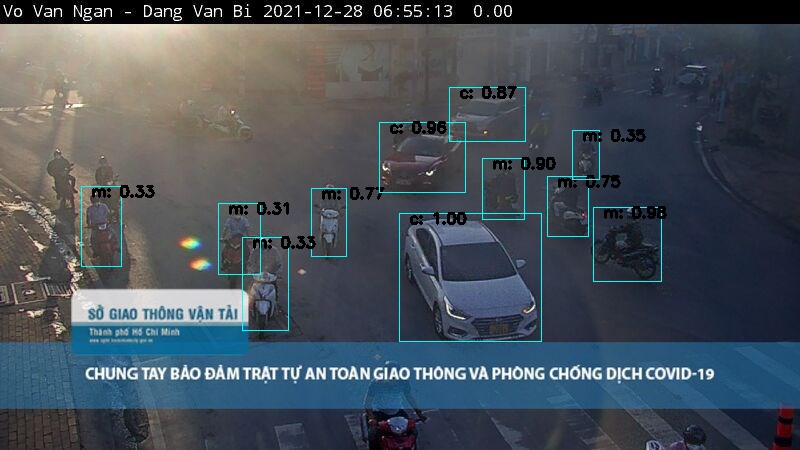 Vo Van Ngan - Dang Van Bi 2021-12-28 06:55:13 0.00
c: 0.87
c: 0.96
m: 0.35
m: 0.90
m: 0.75
m: 0.33
m: 0.77
m: 0.31
m: 0.98
c: 1.00
m: 0.33
SỞ GIAO THÔNG VẬN TẢI
Thành phố Hồ Chí Minh
CHUNG TAY BẢO ĐẢM TRẬT TỰ AN TOÀN GIAO THÔNG VÀ PHÒNG CHỐNG DỊCH COVID-19